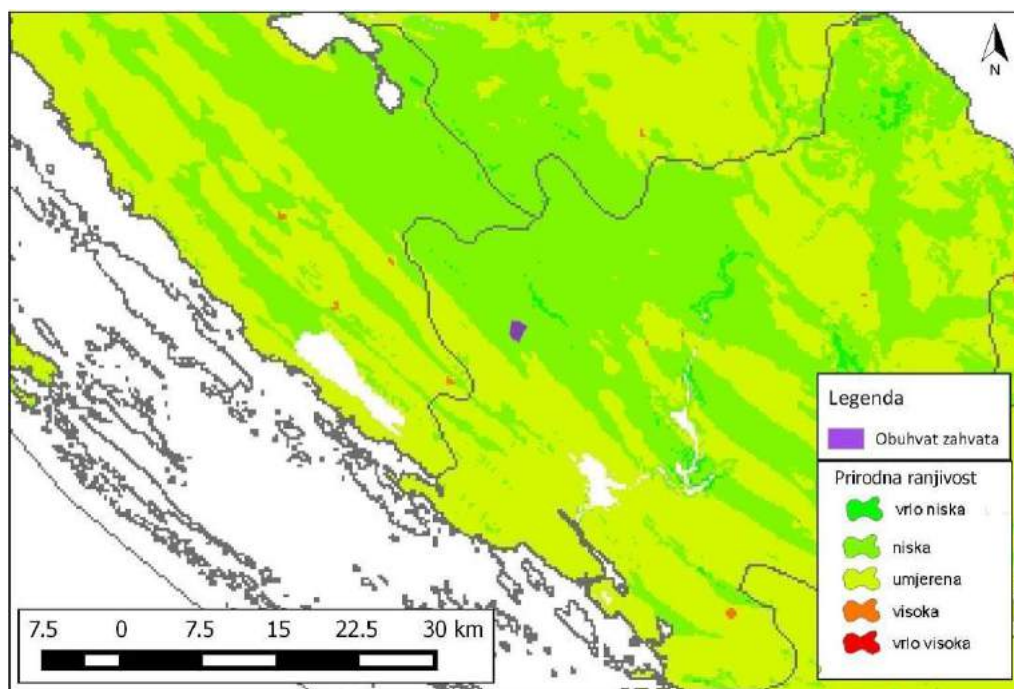 N
Legenda
Obuhvat zahvata
Prirodna ranjivost
vrlo niska
niska
umjerena
visoka
vrlo visoka
7.5 0 7.5 15 22.5 30 km